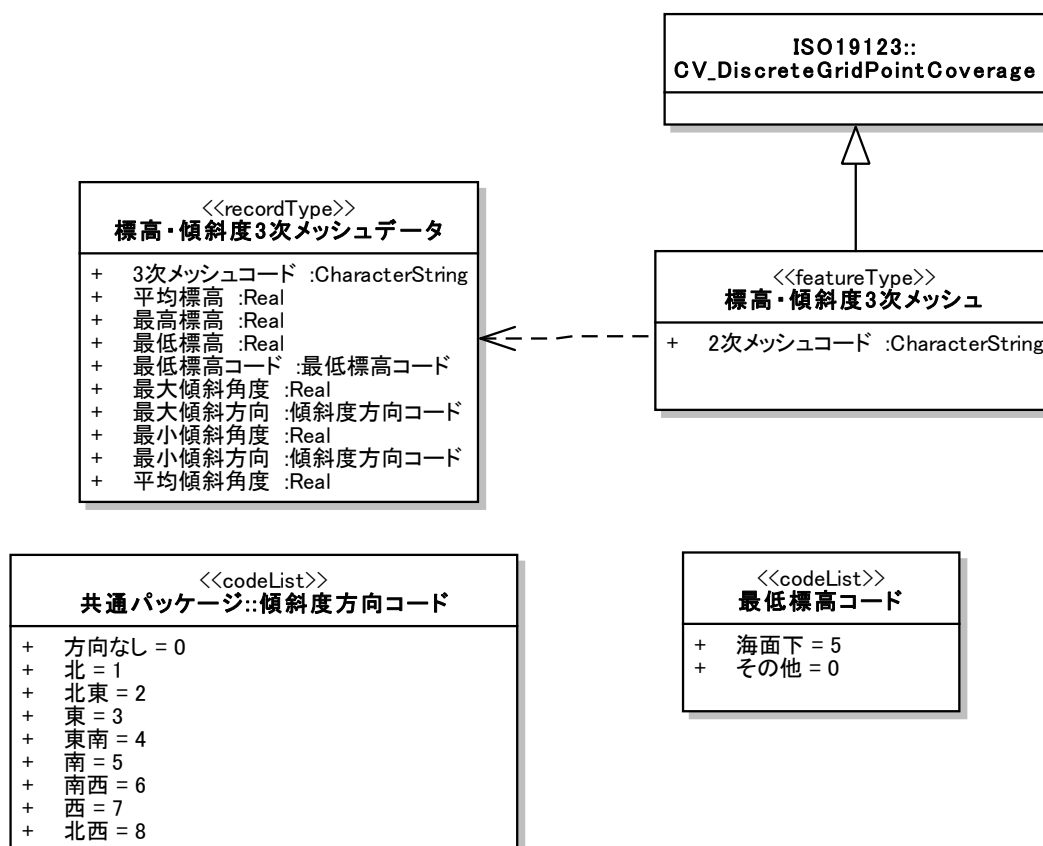 ISO19123::
CV_DiscreteGridPointCoverage
<<recordType>>
標高・傾斜度3次メッシュデータ
+ 3次メッシュコード :CharacterString
+ 平均標高 :Real
+ 最高標高 :Real
+ 最低標高 :Real
+ 最低標高コード :最低標高コード
+ 最大傾斜角度 :Real
+ 最大傾斜方向 :傾斜度方向コード
+ 最小傾斜角度 :Real
+ 最小傾斜方向 :傾斜度方向コード
+ 平均傾斜角度 :Real
<<featureType>>
標高・傾斜度3次メッシュ
+ 2次メッシュコード :CharacterString
<<codeList>>
共通パッケージ::傾斜度方向コード
+ 方向なし = 0
+ 北 = 1
+ 北東 = 2
+ 東 = 3
+ 東南 = 4
+ 南 = 5
+ 南西 = 6
+ 西 = 7
+ 北西 = 8
<<codeList>>
最低標高コード
+ 海面下 = 5
+ その他 = 0